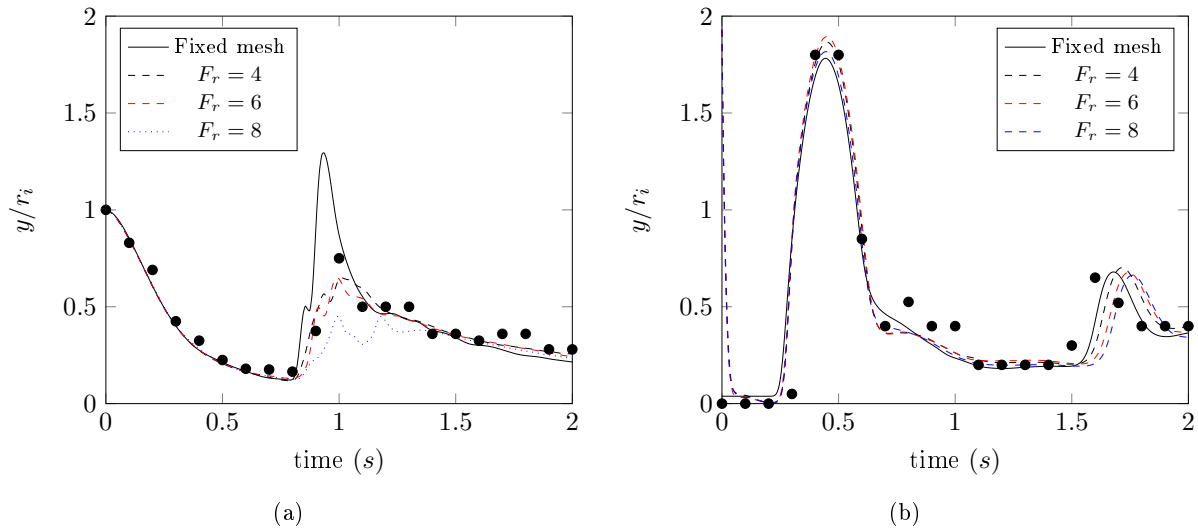 2
1.5
1
0.5
0
y/r_i
Fixed mesh
F_r = 4
F_r = 6
F_r = 8
0
0.5
1
1.5
2
time (s)
(a)
2
1.5
1
0.5
0
y/r_i
Fixed mesh
F_r = 4
F_r = 6
F_r = 8
0
0.5
1
1.5
2
time (s)
(b)